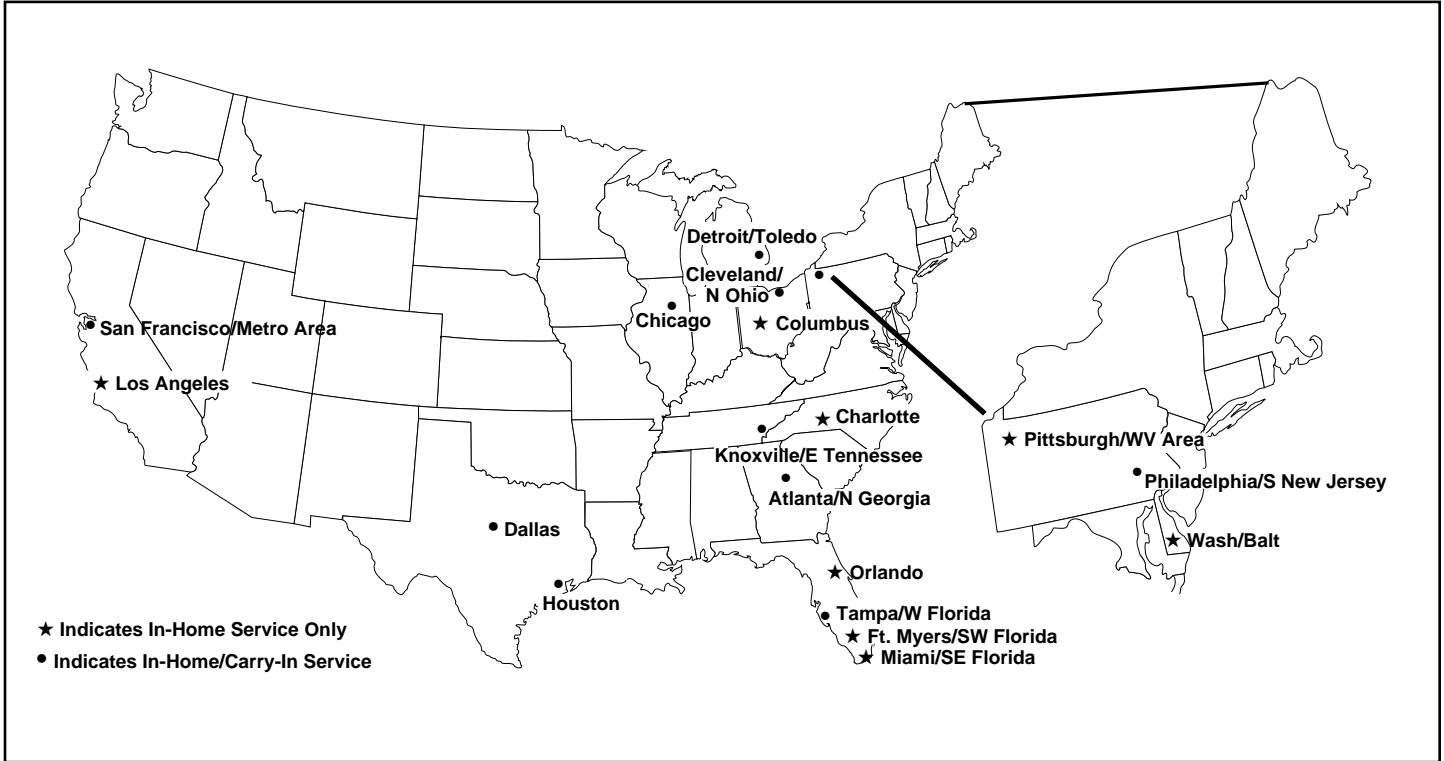 Detroit/Toledo
Cleveland/
N Ohio
Chicago
Columbus
San Francisco/Metro Area
Los Angeles
Charlotte
Knoxville/E Tennessee
Atlanta/N Georgia
Pittsburgh/WV Area
Philadelphia/S New Jersey
Wash/Balt
Dallas
Houston
Orlando
Tampa/W Florida
Ft. Myers/SW Florida
Miami/SE Florida
★ Indicates In-Home Service Only
• Indicates In-Home/Carry-In Service